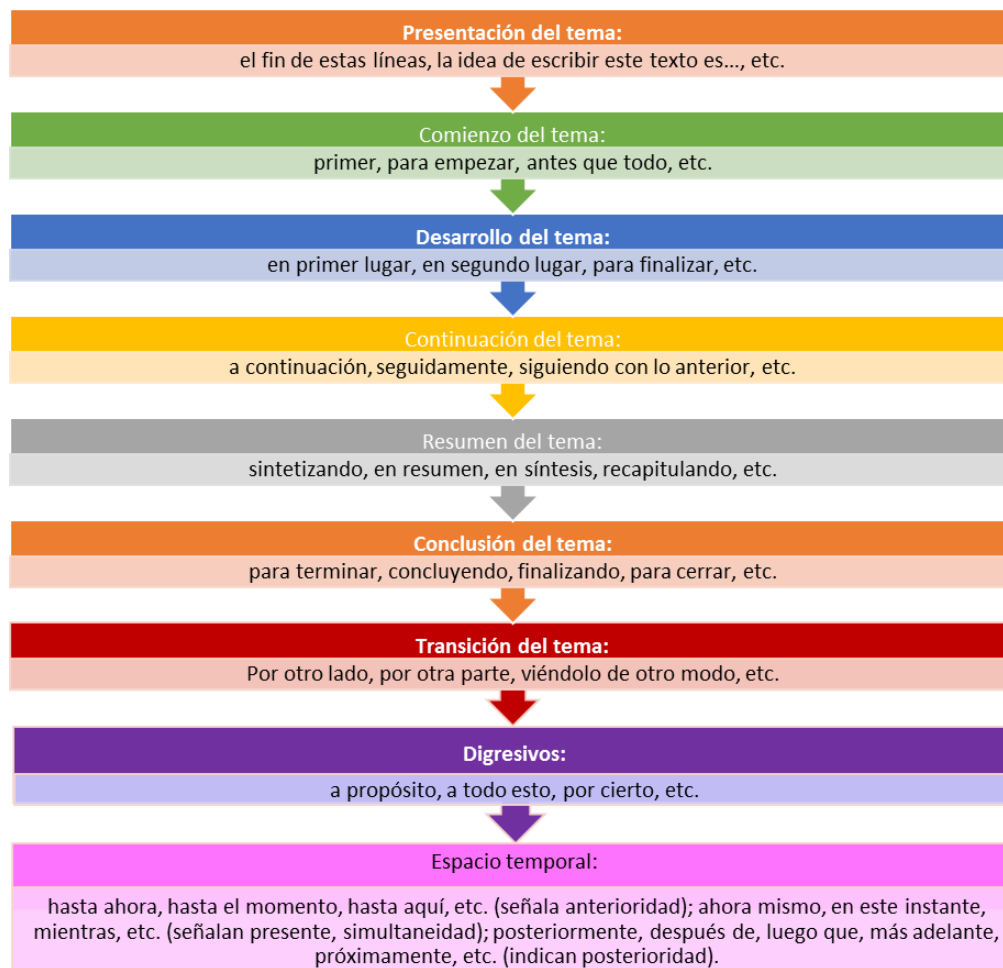 Presentación del tema:
el fin de estas líneas, la idea de escribir este texto es..., etc.
Comienzo del tema:
primer, para empezar, antes que todo, etc.
Desarrollo del tema:
en primer lugar, en segundo lugar, para finalizar, etc.
Continuación del tema:
a continuación, seguidamente, siguiendo con lo anterior, etc.
Resumen del tema:
sintetizando, en resumen, en síntesis, recapitulando, etc.
Conclusión del tema:
para terminar, concluyendo, finalizando, para cerrar, etc.
Transición del tema:
Por otro lado, por otra parte, viéndolo de otro modo, etc.
Digresivos:
a propósito, a todo esto, por cierto, etc.
Espacio temporal:
hasta ahora, hasta el momento, hasta aquí, etc. (señala anterioridad); ahora mismo, en este instante,
mientras, etc. (señalan presente, simultaneidad); posteriormente, después de, luego que, más adelante,
próximamente, etc. (indican posterioridad).